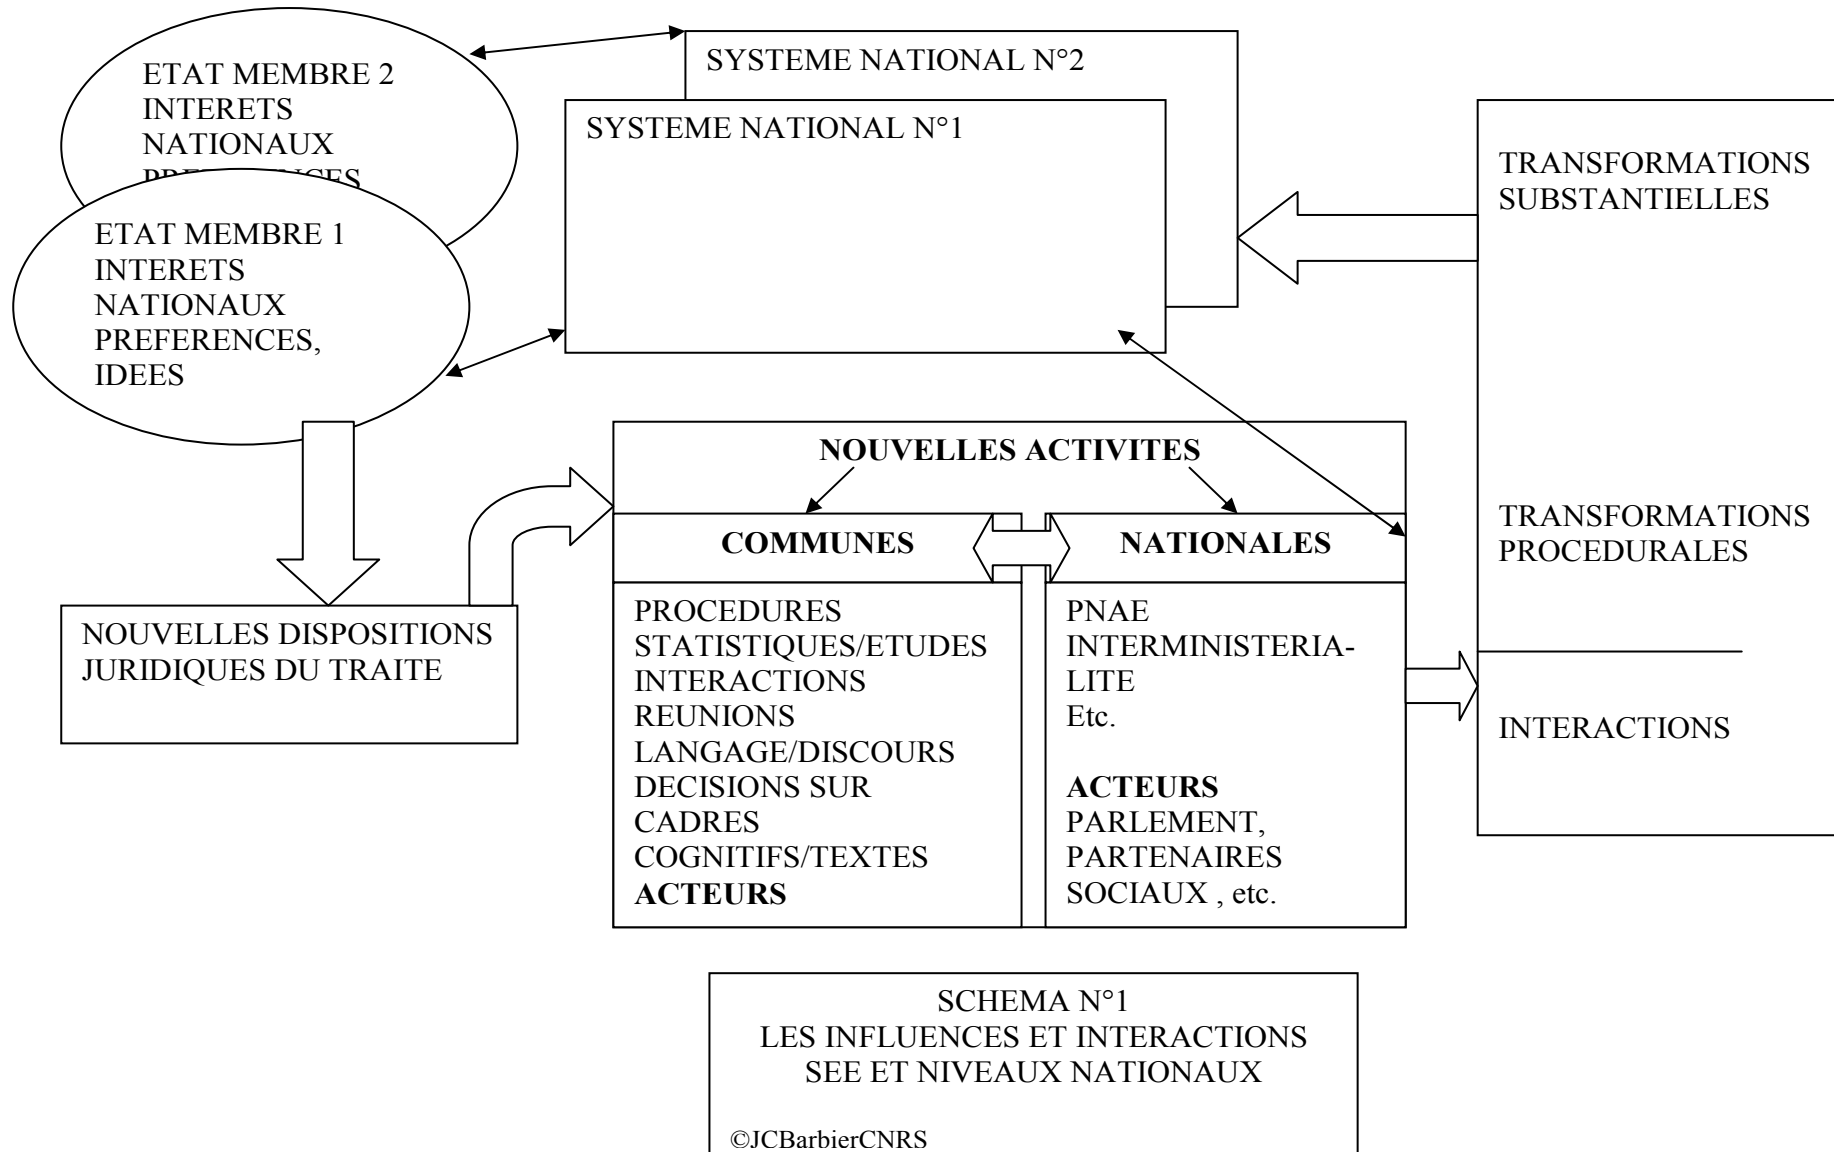 ETAT MEMBRE 2
INTERÊTS
NATIONAUX
ETAT MEMBRE 1
INTERETS
NATIONAUX
PREFERENCES,
IDEES
SYSTEME NATIONAL N°2
SYSTEME NATIONAL N°1
TRANSFORMATIONS
SUBSTANTIELLES
TRANSFORMATIONS
PROCEDURALES
INTERACTIONS
NOUVELLES DISPOSITIONS
JURIDIQUES DU TRAITE
NOUVELLES ACTIVITES
COMMUNES
PROCEDURES
STATISTIQUES/ETUDES
INTERACTIONS
REUNIONS
LANGAGE/DISCOURS
DECISIONS SUR
CADRES
COGNITIFS/TEXTES
ACTEURS
NATIONALES
PNAE
INTERMINISTERIA-
LITE
Etc.
ACTEURS
PARLEMENT,
PARTENAIRES
SOCIAUX , etc.
SCHEMA N°1
LES INFLUENCES ET INTERACTIONS
SEE ET NIVEAUX NATIONAUX
©JCBarbierCNRS